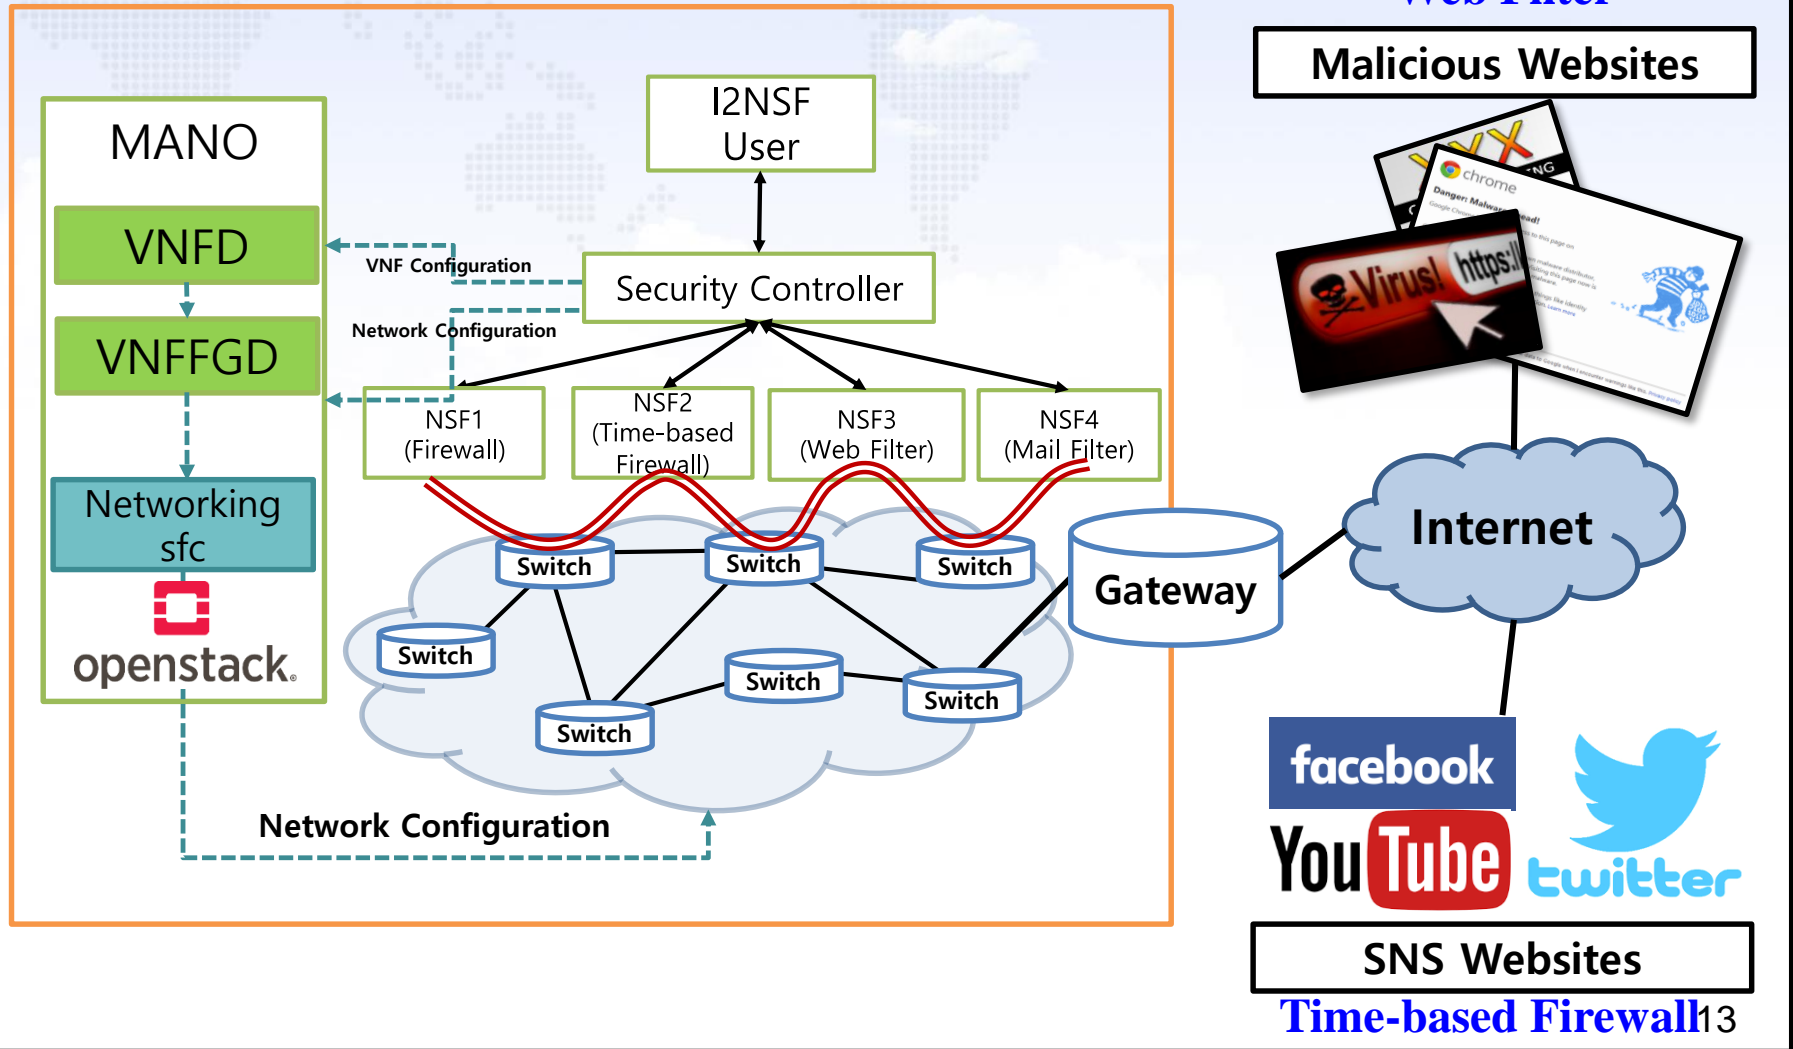 Web Filter
Malicious Websites
I2NSF
User
MANO
VNFD
VNFFGD
Networking
sfc
openstack.
VNF Configuration
Network Configuration
Security Controller
NSF1
(Firewall)
NSF2
(Time-based
Firewall)
NSF3
(Web Filter)
NSF4
(Mail Filter)
Switch
Switch
Switch
Switch
Switch
Switch
Switch
Gateway
Internet
Network Configuration
chrome
Virus!
https:/
facebook
YouTube
twitter
SNS Websites
Time-based Firewall
13